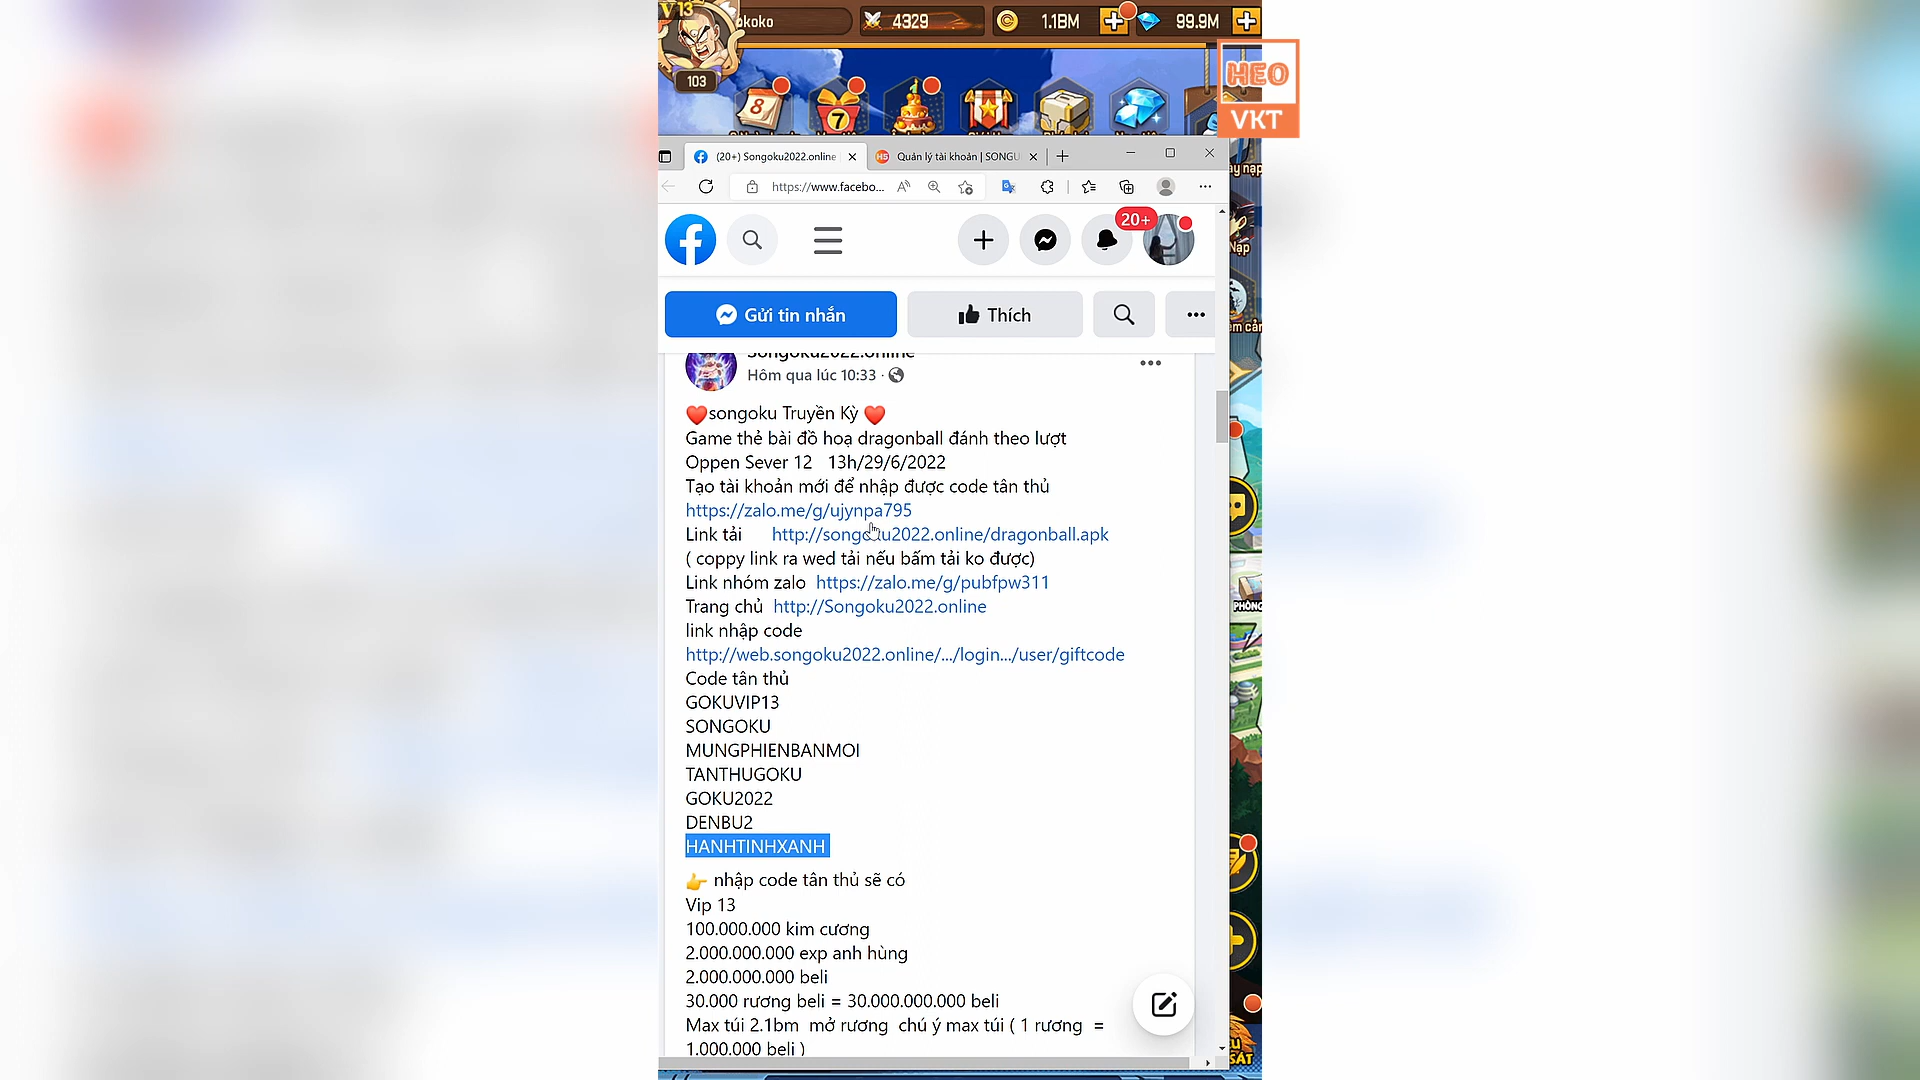 V13
okoko
4329
1.1BM
99.9M
103
8
7
HEO
VKT
(20+) Songoku2022.online
Quản lý tài khoản | SONGU
https://www.facebo...
20+
Gửi tin nhắn
Thích
Songoku2022.online
Hôm qua lúc 10:33
songoku Truyền Kỳ
Game thẻ bài đồ hoạ dragonball đánh theo lượt
Oppen Sever 12 13h/29/6/2022
Tạo tài khoản mới để nhập được code tân thủ
https://zalo.me/g/ujynpa795
Link tải http://songoku2022.online/dragonball.apk
( coppy link ra wed tải nếu bấm tải ko được)
Link nhóm zalo https://zalo.me/g/pubfpw311
Trang chủ http://Songoku2022.online
link nhập code
http://web.songoku2022.online/.../login.../user/giftcode
Code tân thủ
GOKUVIP13
SONGOKU
MUNGPHIENBANMOI
TANTHUGOKU
GOKU2022
DENBU2
HANHTINHXANH
nhập code tân thủ sẽ có
Vip 13
100.000.000 kim cương
2.000.000.000 exp anh hùng
2.000.000.000 beli
30.000 rương beli = 30.000.000.000 beli
Max túi 2.1bm mở rương chú ý max túi ( 1 rương =
1.000.000 beli )